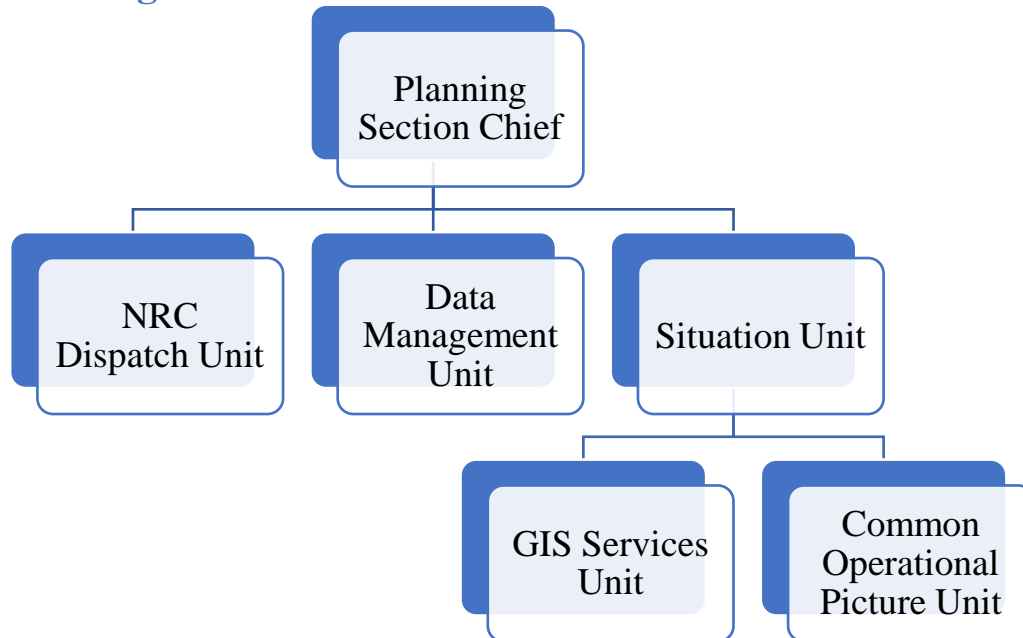 Planning
Section Chief
NRC
Dispatch Unit
Data
Management
Unit
Situation Unit
GIS Services
Unit
Common
Operational
Picture Unit